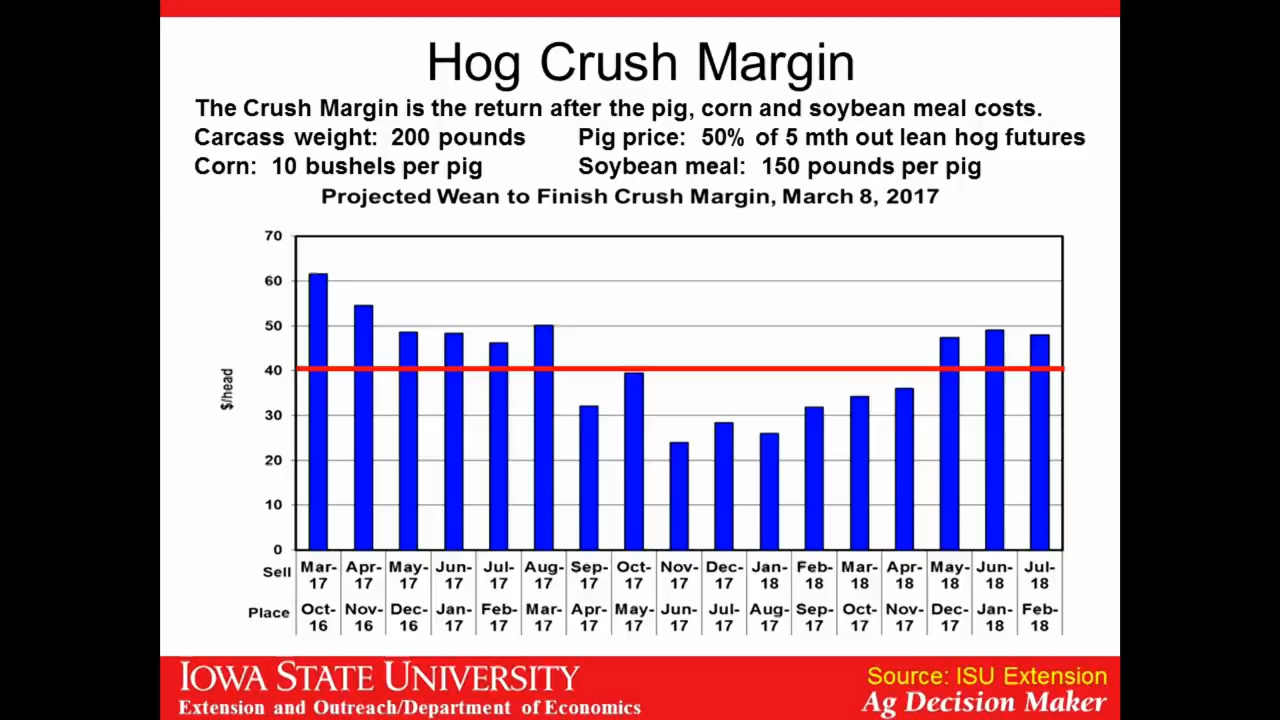 Hog Crush Margin
The Crush Margin is the return after the pig, corn and soybean meal costs.
Carcass weight: 200 pounds Pig price: 50% of 5 mth out lean hog futures
Corn: 10 bushels per pig Soybean meal: 150 pounds per pig
Projected Wean to Finish Crush Margin, March 8, 2017
70
60
50
40
30
20
10
0
$/head
Sell Mar-17 Apr-17 May-17 Jun-17 Jul-17 Aug-17 Sep-17 Oct-17 Nov-17 Dec-17 Jan-18 Feb-18 Mar-18 Apr-18 May-18 Jun-18 Jul-18
Place Oct-16 Nov-16 Dec-16 Jan-17 Feb-17 Mar-17 Apr-17 May-17 Jun-17 Jul-17 Aug-17 Sep-17 Oct-17 Nov-17 Dec-17 Jan-18 Feb-18
IOWA STATE UNIVERSITY
Extension and Outreach/Department of Economics
Source: ISU Extension
Ag Decision Maker